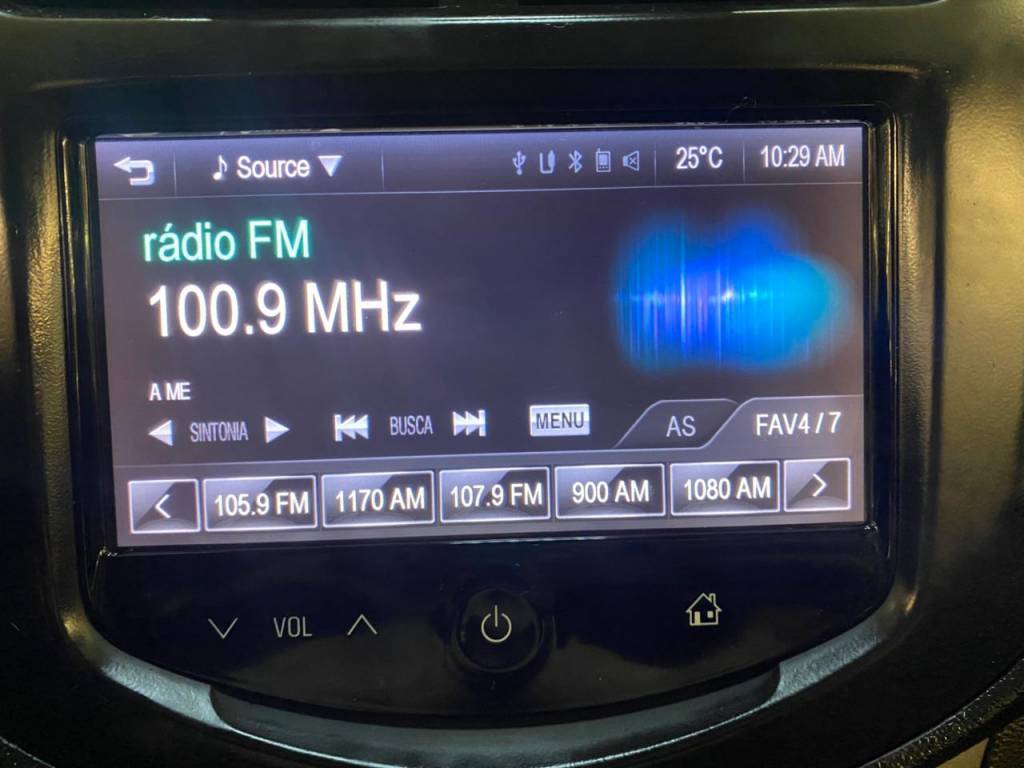 Source 25°C 10:29 AM
rádio FM
100.9 MHz
A ME
SINTONIA BUSCA MENU AS FAV4 / 7
< 105.9 FM 1170 AM 107.9 FM 900 AM 1080 AM >
VOL